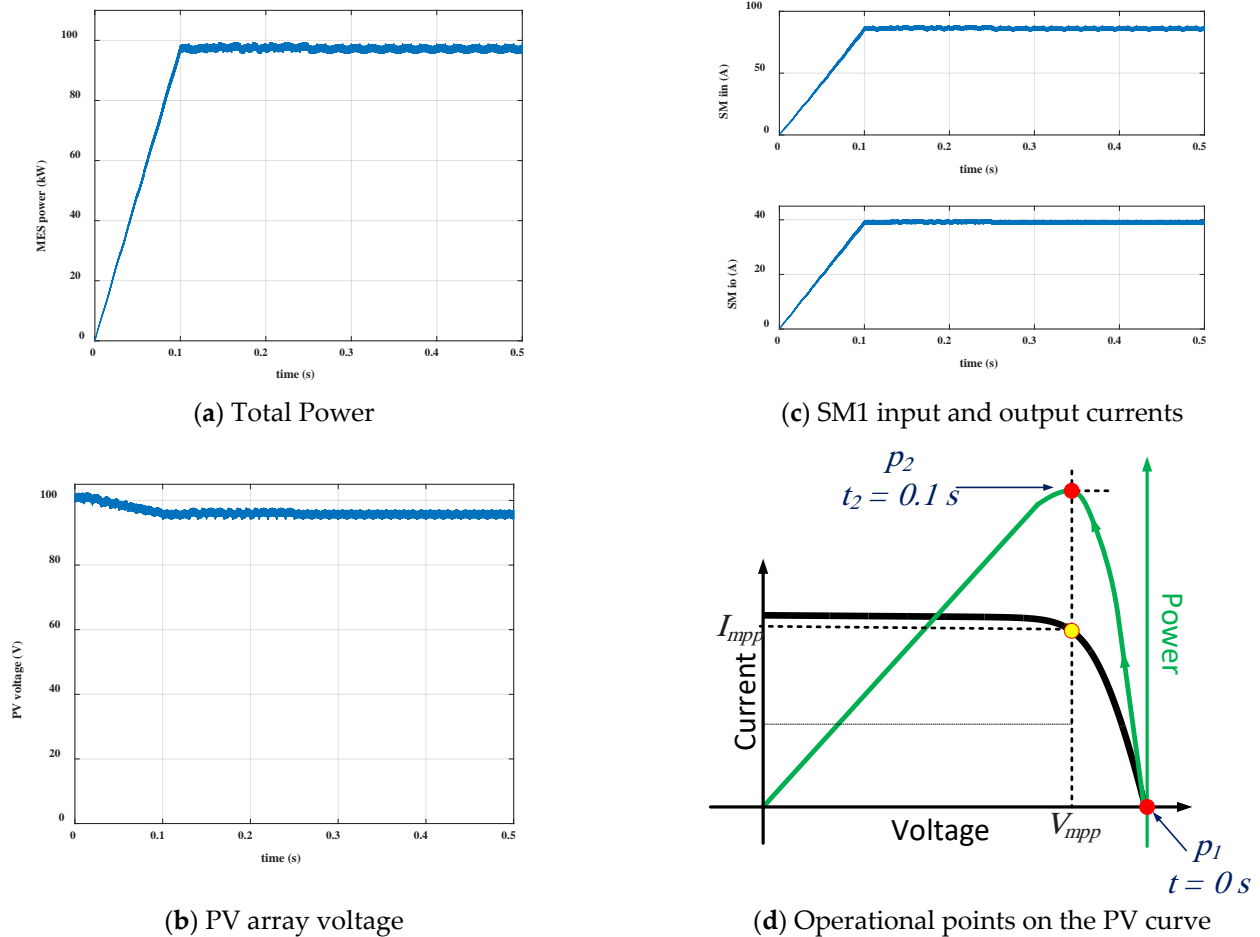 100
80
60
40
20
0
MES power (kW)
0
0.1
0.2
0.3
0.4
0.5
time (s)
(a) Total Power
100
50
0
SM iin (A)
0
0.1
0.2
0.3
0.4
0.5
time (s)
40
20
0
SM io (A)
0
0.1
0.2
0.3
0.4
0.5
time (s)
(c) SM1 input and output currents
100
80
60
40
20
0
PV voltage (V)
0
0.1
0.2
0.3
0.4
0.5
time (s)
(b) PV array voltage
p2
t2 = 0.1 s
Impp
Current
Power
Voltage
Vmpp
p1
t = 0 s
(d) Operational points on the PV curve